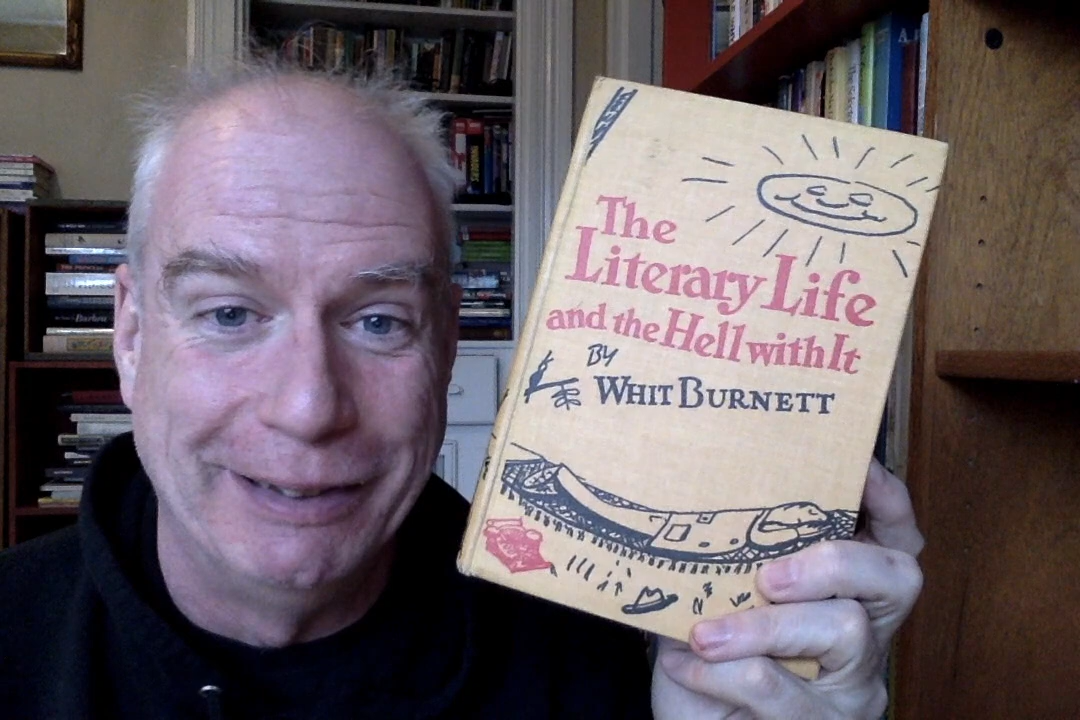 The
Literary Life
and the Hell with It
BY
WHIT BURNETT